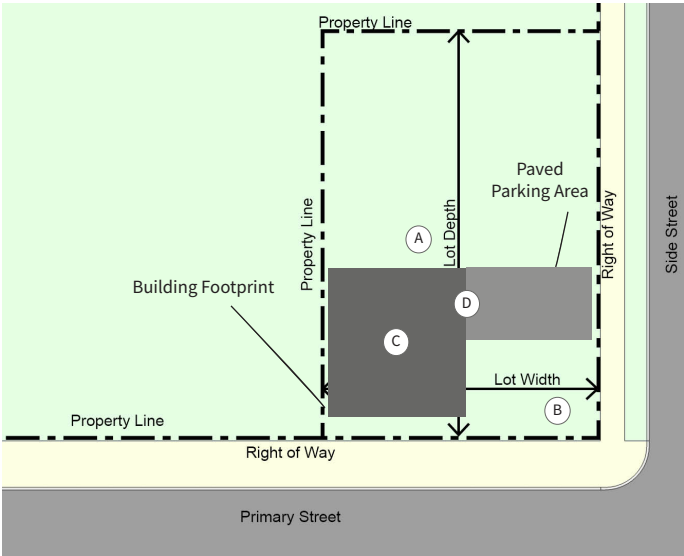 Property Line
Paved
Parking Area
A
Lot Depth
Property Line
Right of Way
Side Street
Building Footprint
D
C
Lot Width
B
Property Line
Right of Way
Primary Street